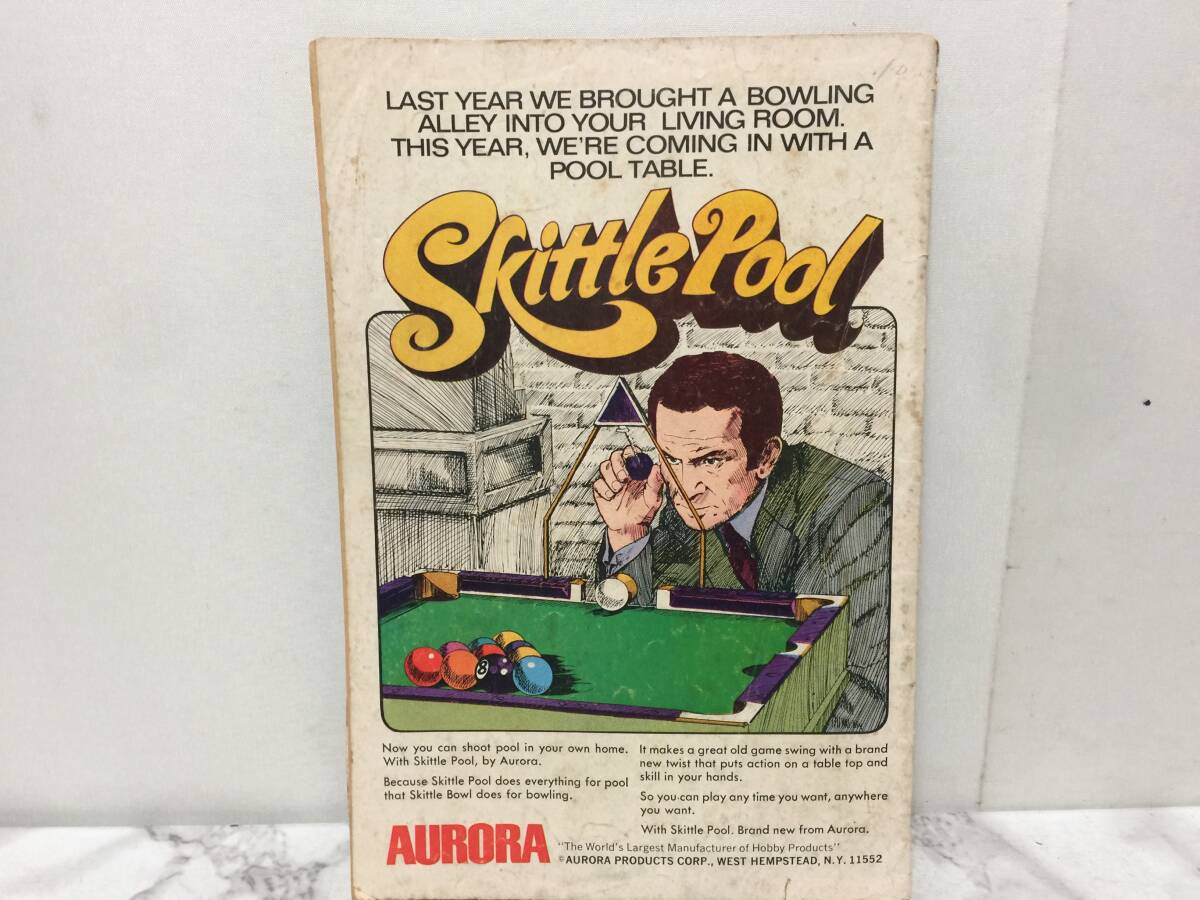 LAST YEAR WE BROUGHT A BOWLING
ALLEY INTO YOUR LIVING ROOM.
THIS YEAR, WE'RE COMING IN WITH A
POOL TABLE.
Skittle Pool
8
Now you can shoot pool in your own home.
With Skittle Pool, by Aurora.
Because Skittle Pool does everything for pool
that Skittle Bowl does for bowling.
It makes a great old game swing with a brand
new twist that puts action on a table top and
skill in your hands.
So you can play any time you want, anywhere
you want.
With Skittle Pool. Brand new from Aurora.
AURORA
"The World's Largest Manufacturer of Hobby Products"
©AURORA PRODUCTS CORP., WEST HEMPSTEAD, N.Y. 11552